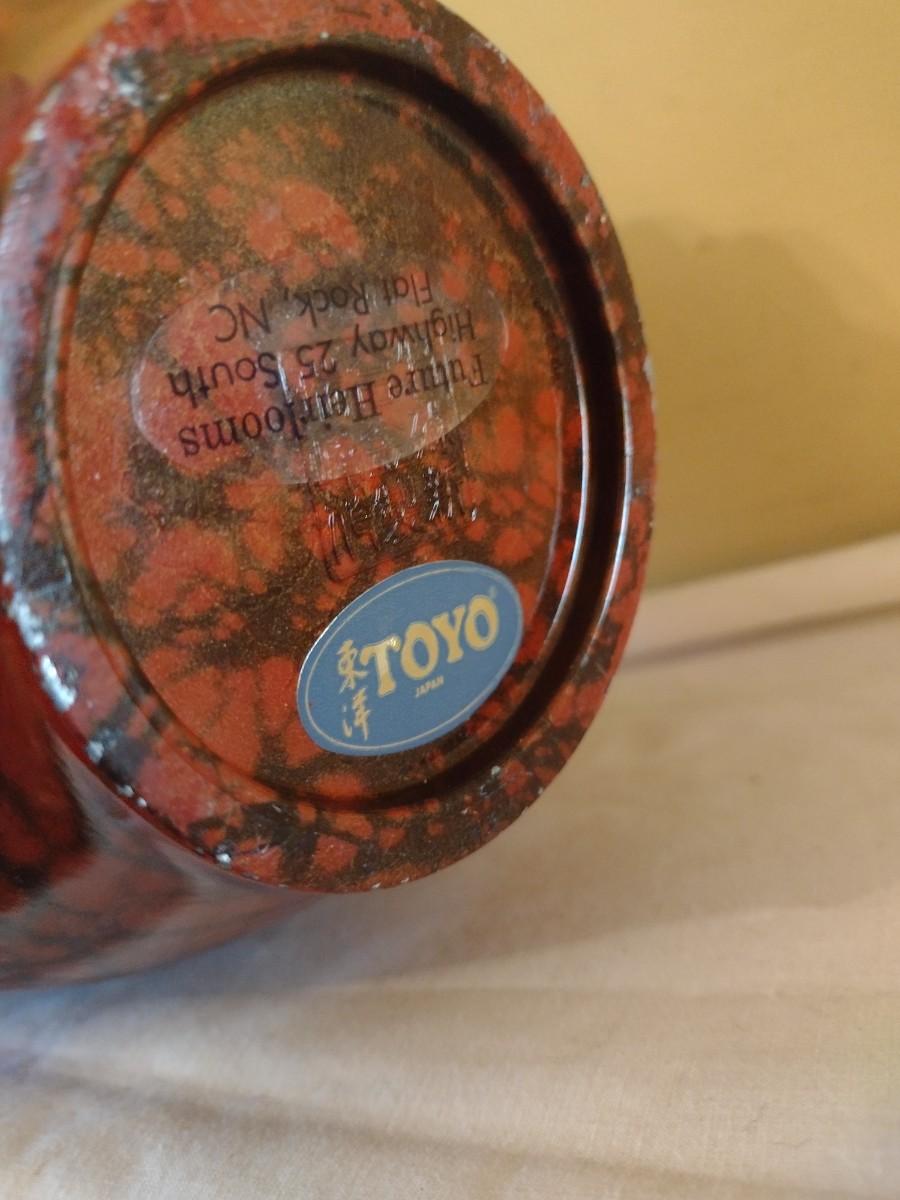 Future Heirlooms
Highway 25 South
Flat Rock, NC
東洋
TOYO®
JAPAN